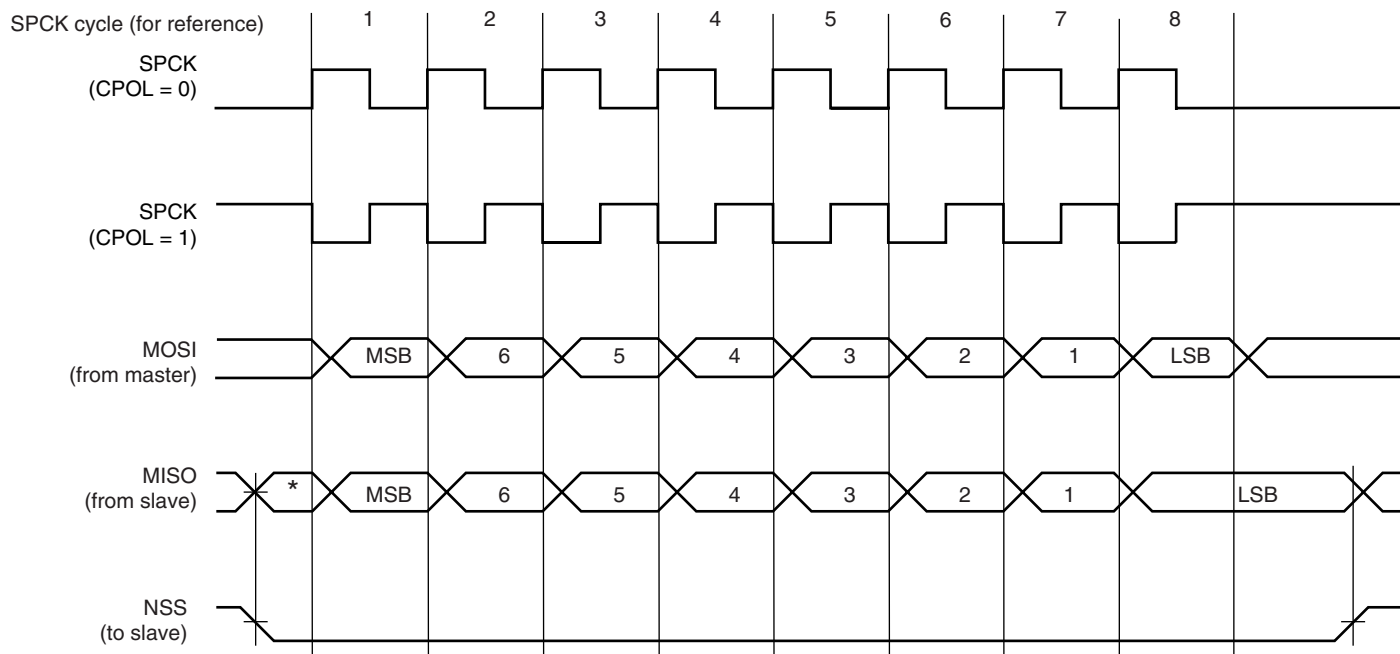 SPCK cycle (for reference) 1 2 3 4 5 6 7 8
SPCK
(CPOL = 0)
SPCK
(CPOL = 1)
MOSI
(from master)
MSB 6 5 4 3 2 1 LSB
MISO
(from slave)
* MSB 6 5 4 3 2 1 LSB
NSS
(to slave)